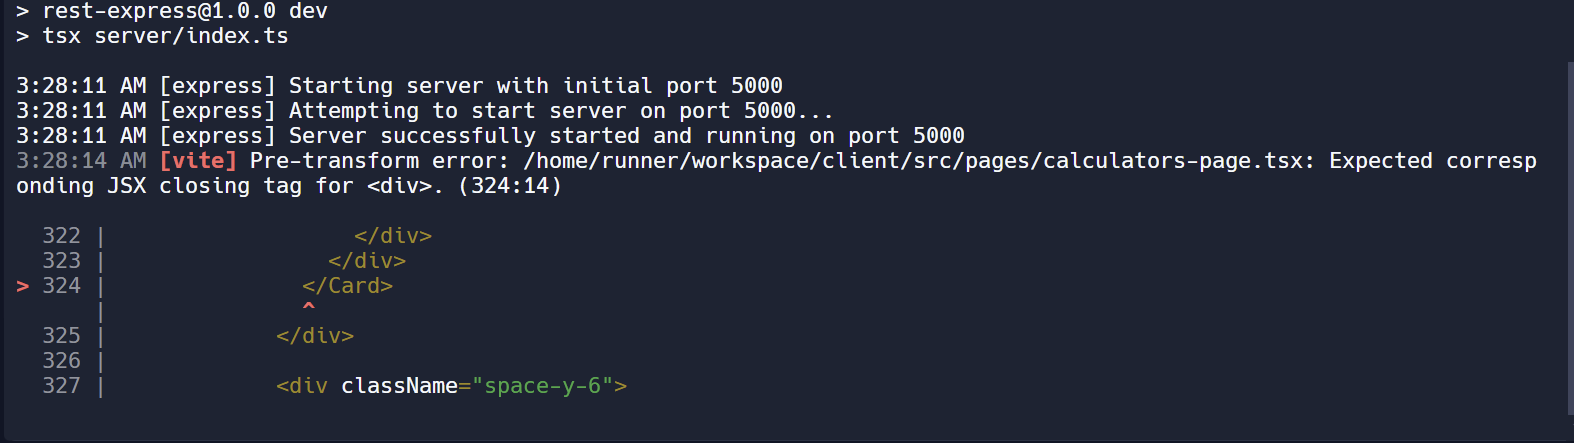 > rest-express@1.0.0 dev
> tsx server/index.ts
3:28:11 AM [express] Starting server with initial port 5000
3:28:11 AM [express] Attempting to start server on port 5000...
3:28:11 AM [express] Server successfully started and running on port 5000
3:28:14 AM [vite] Pre-transform error: /home/runner/workspace/client/src/pages/calculators-page.tsx: Expected corresp
onding JSX closing tag for <div>. (324:14)
  322 |                   </div>
  323 |                 </div>
> 324 |               </Card>
      |               ^
  325 |             </div>
  326 |
  327 |             <div className="space-y-6">